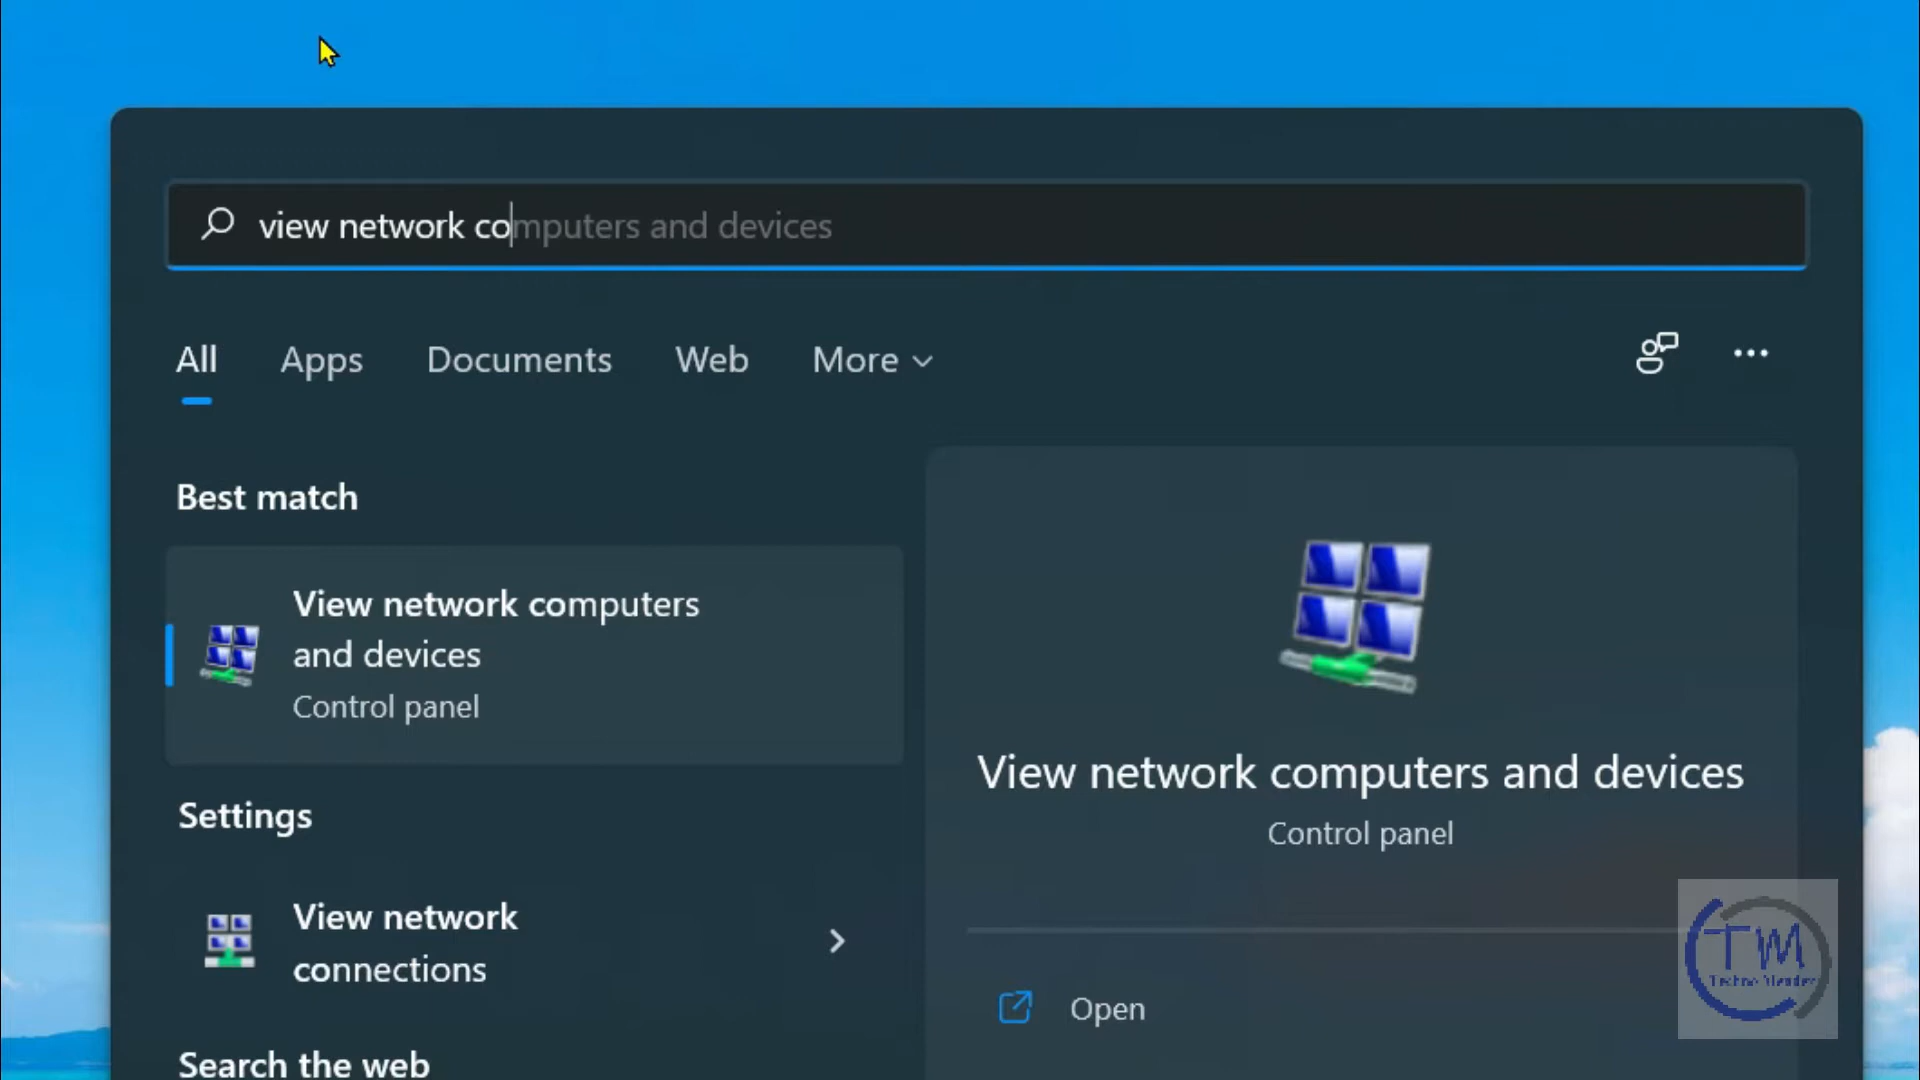 view network computers and devices
All Apps Documents Web More
Best match
View network computers
and devices
Control panel
Settings
View network
connections
Search the web
View network computers and devices
Control panel
Open
TM